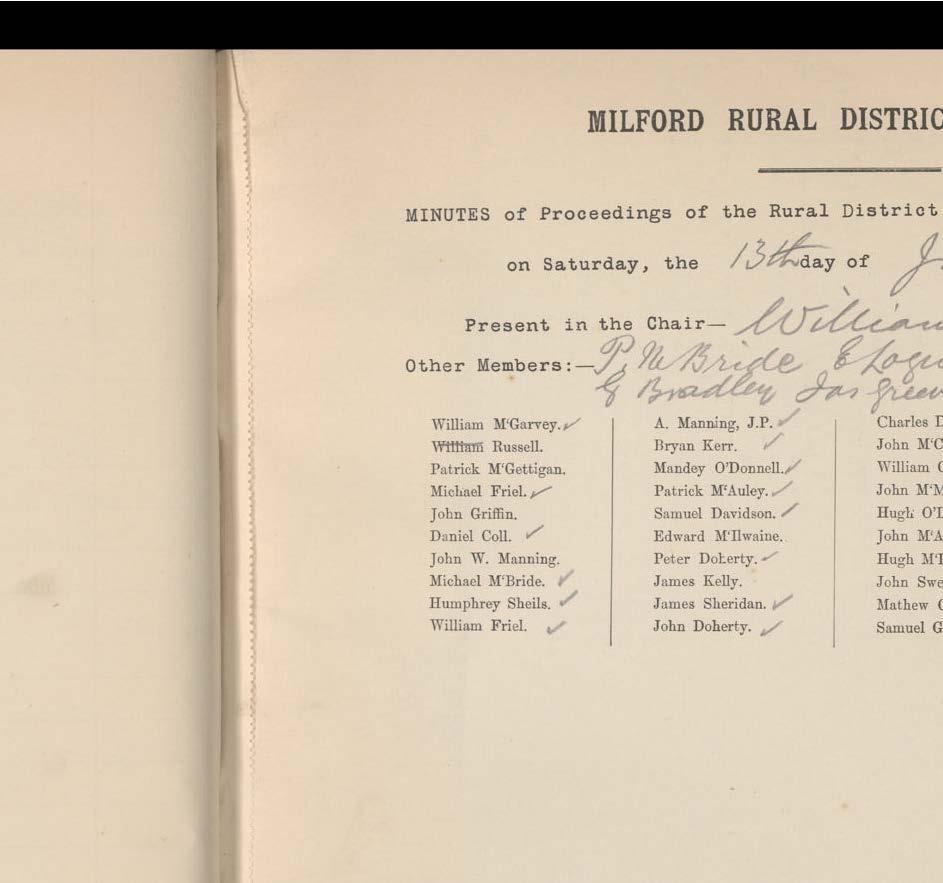 MILFORD RURAL DISTRIC
MINUTES of Proceedings of the Rural District
on Saturday, the 13th day of J
Present in the Chair— William
Other Members:— P. McBride E Logu
Bradley Jas Green
William M'Garvey. ✓
William Russell.
Patrick M'Gettigan.
Michael Friel. ✓
John Griffin.
Daniel Coll. ✓
John W. Manning.
Michael M'Bride. ✓
Humphrey Sheils. ✓
William Friel. ✓
A. Manning, J.P. ✓
Bryan Kerr. ✓
Mandey O'Donnell. ✓
Patrick M'Auley. ✓
Samuel Davidson. ✓
Edward M'Ilwaine.
Peter Doherty. ✓
James Kelly.
James Sheridan. ✓
John Doherty. ✓
Charles D
John M'C
William C
John M'M
Hugh O'D
John M'A
Hugh M'
John Swe
Mathew C
Samuel G